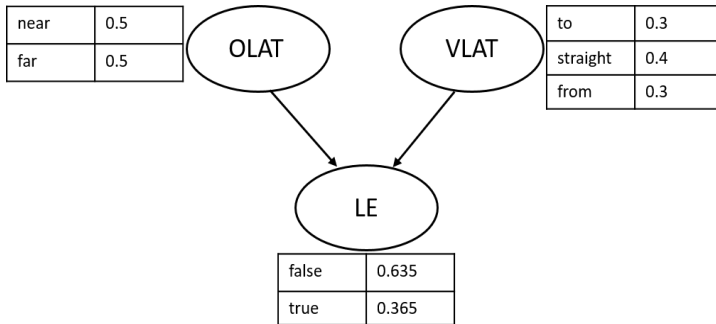 near 0.5
far 0.5
OLAT
VLAT
to 0.3
straight 0.4
from 0.3
LE
false 0.635
true 0.365